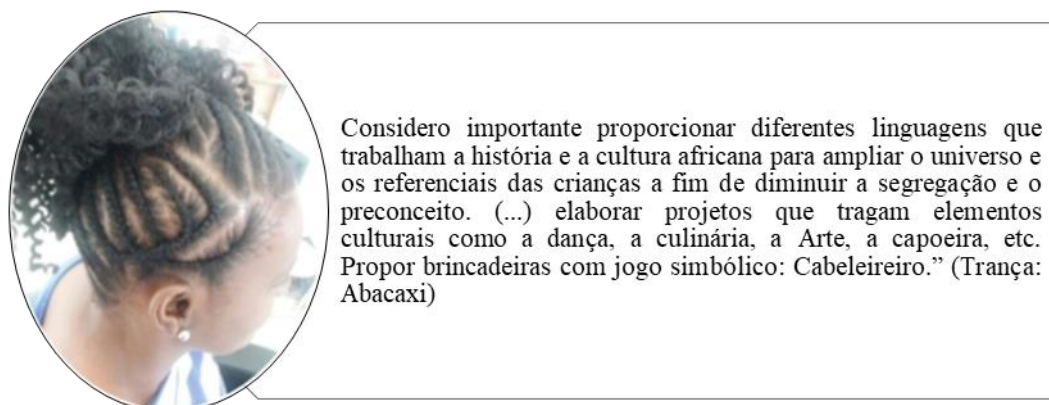 Considero importante proporcionar diferentes linguagens que
trabalham a história e a cultura africana para ampliar o universo e
os referenciais das crianças a fim de diminuir a segregação e o
preconceito. (...) elaborar projetos que tragam elementos
culturais como a dança, a culinária, a Arte, a capoeira, etc.
Propor brincadeiras com jogo simbólico: Cabeleireiro.” (Trança:
Abacaxi)